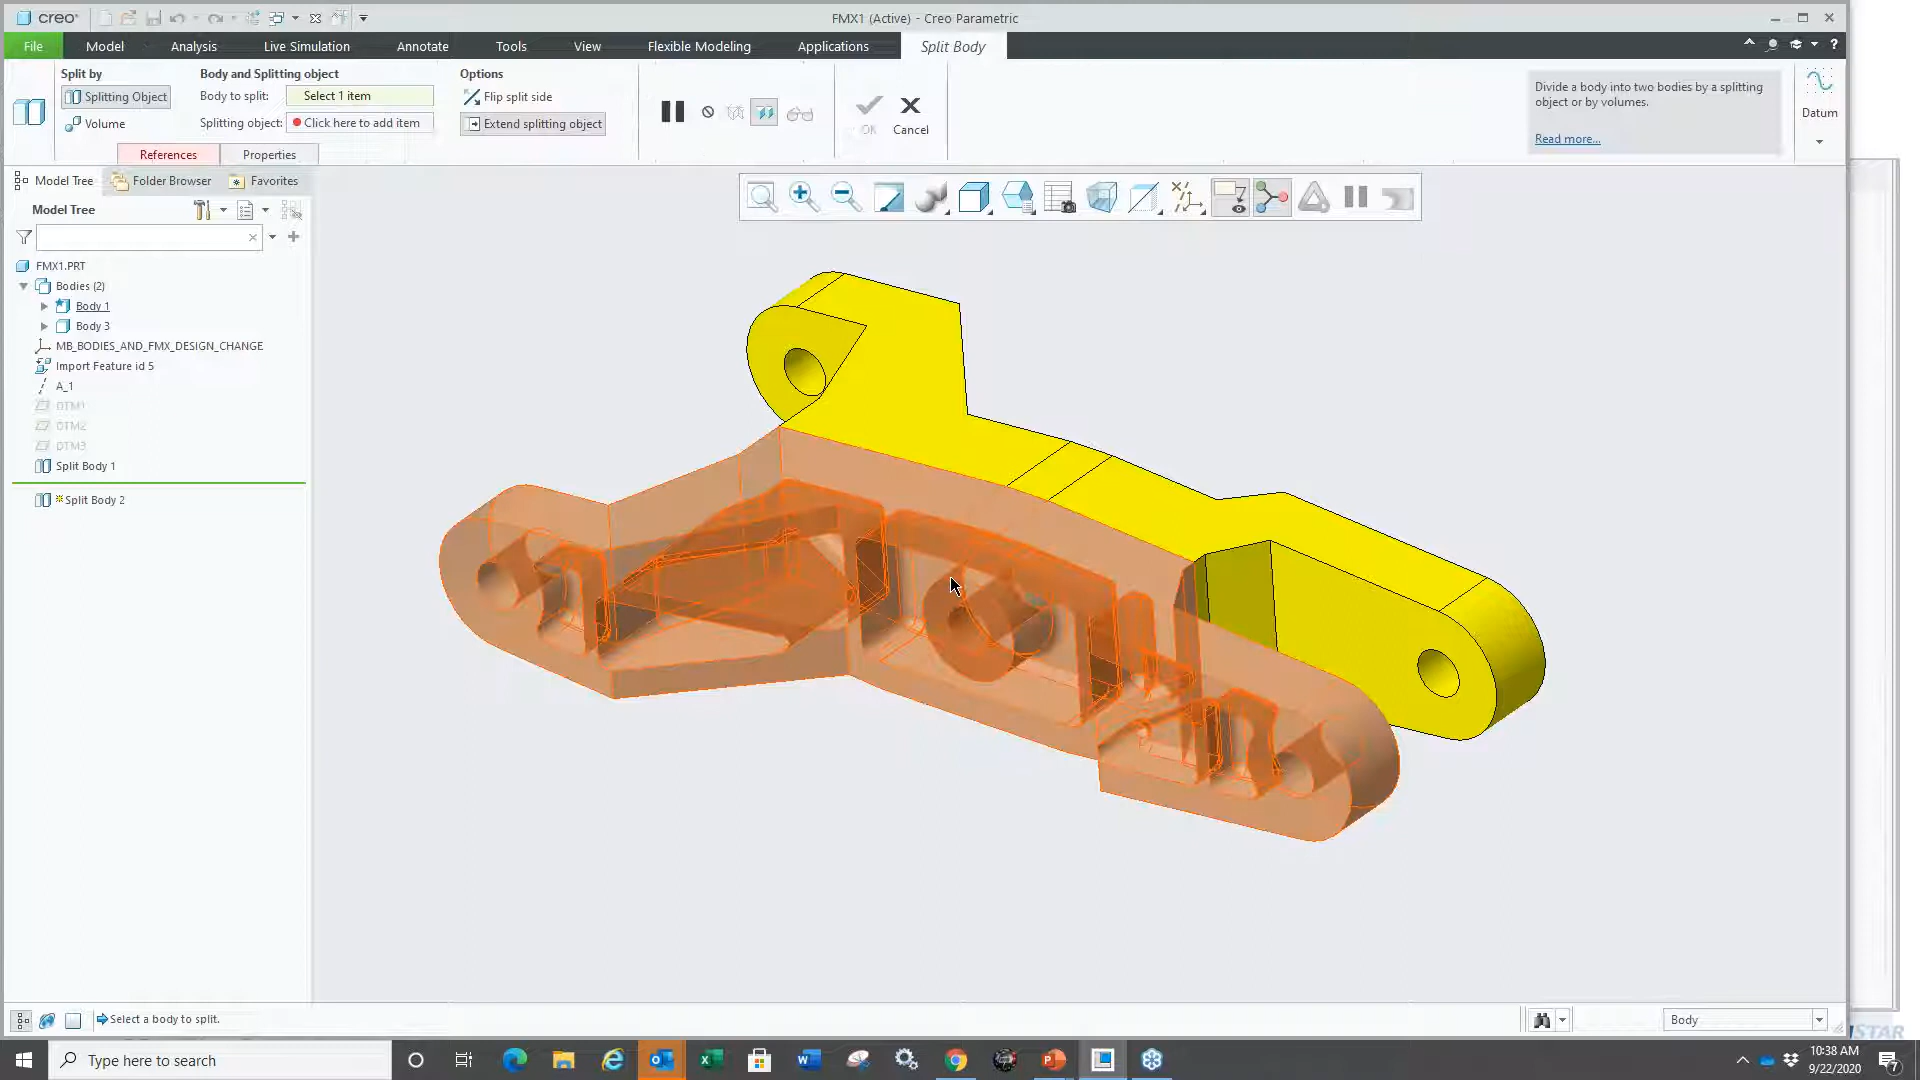 creo
FMX1 (Active) - Creo Parametric
File
Model
Analysis
Live Simulation
Annotate
Tools
View
Flexible Modeling
Applications
Split Body
Split by
Splitting Object
Volume
Body and Splitting object
Body to split:
Select 1 item
Splitting object:
Click here to add item
Options
Flip split side
Extend splitting object
OK
Cancel
Divide a body into two bodies by a splitting
object or by volumes.
Read more...
Datum
References
Properties
Model Tree
Folder Browser
Favorites
Model Tree
FMX1.PRT
Bodies (2)
Body 1
Body 3
MB_BODIES_AND_FMX_DESIGN_CHANGE
Import Feature id 5
A_1
DTM1
DTM2
DTM3
Split Body 1
Split Body 2
Select a body to split.
Body
STAR
Type here to search
10:38 AM
9/22/2020
7